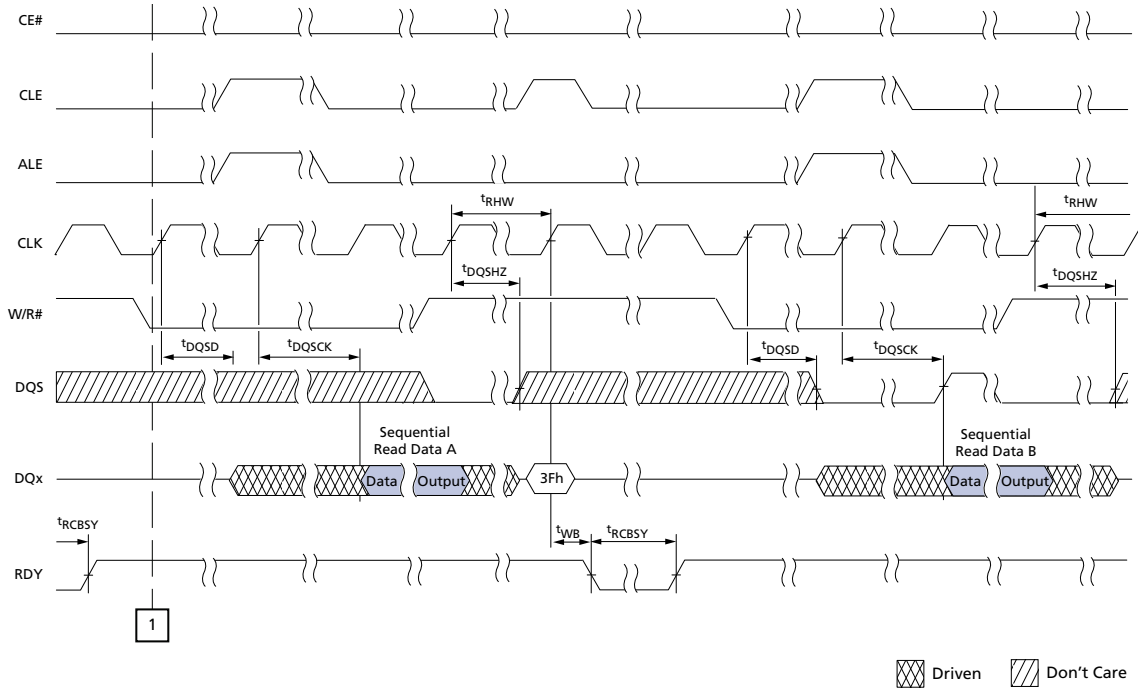 CE#
CLE
ALE
tRHW
tRHW
CLK
tDQSHZ
tDQSHZ
W/R#
tDQSD
tDQSCK
tDQSD
tDQSCK
DQS
Sequential
Read Data A
Sequential
Read Data B
DQx
Data
Output
3Fh
Data
Output
tRCBSY
tWB
tRCBSY
RDY
1
Driven
Don't Care